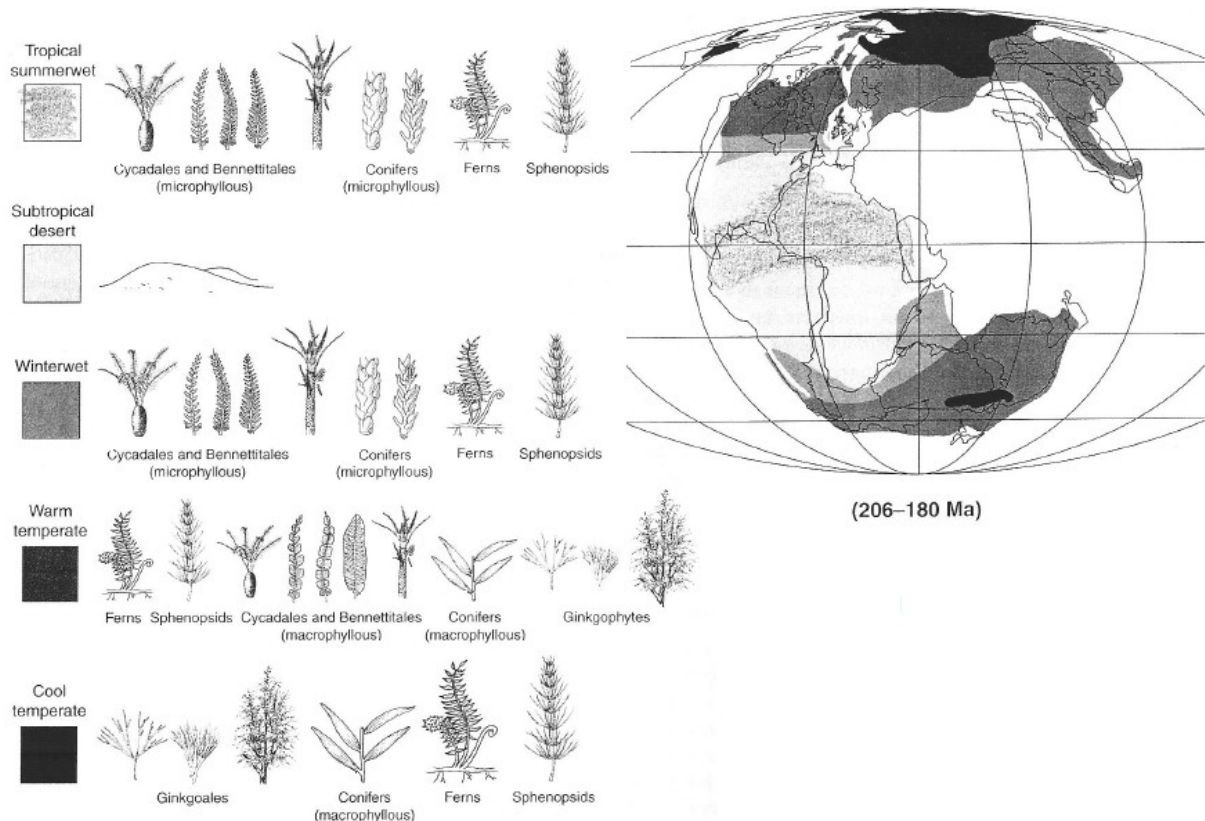 Tropical
summerwet
Cycadales and Bennettitales
(microphyllous)
Conifers
(microphyllous)
Ferns
Sphenopsids
Subtropical
desert
Winterwet
Cycadales and Bennettitales
(microphyllous)
Conifers
(microphyllous)
Ferns
Sphenopsids
Warm
temperate
Ferns
Sphenopsids
Cycadales and Bennettitales
(macrophyllous)
Conifers
(macrophyllous)
Ginkgophytes
Cool
temperate
Ginkgoales
Conifers
(macrophyllous)
Ferns
Sphenopsids
(206–180 Ma)